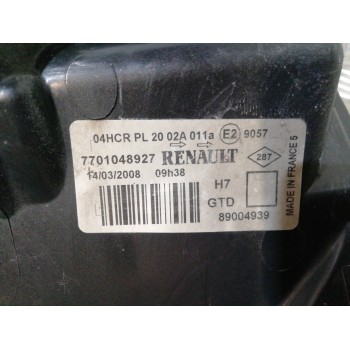 04HCR PL 20 02A 011a E2 9057
7701048927 RENAULT 287
14/03/2008 09h38
H7
GTD
89004939
MADE IN FRANCE 5